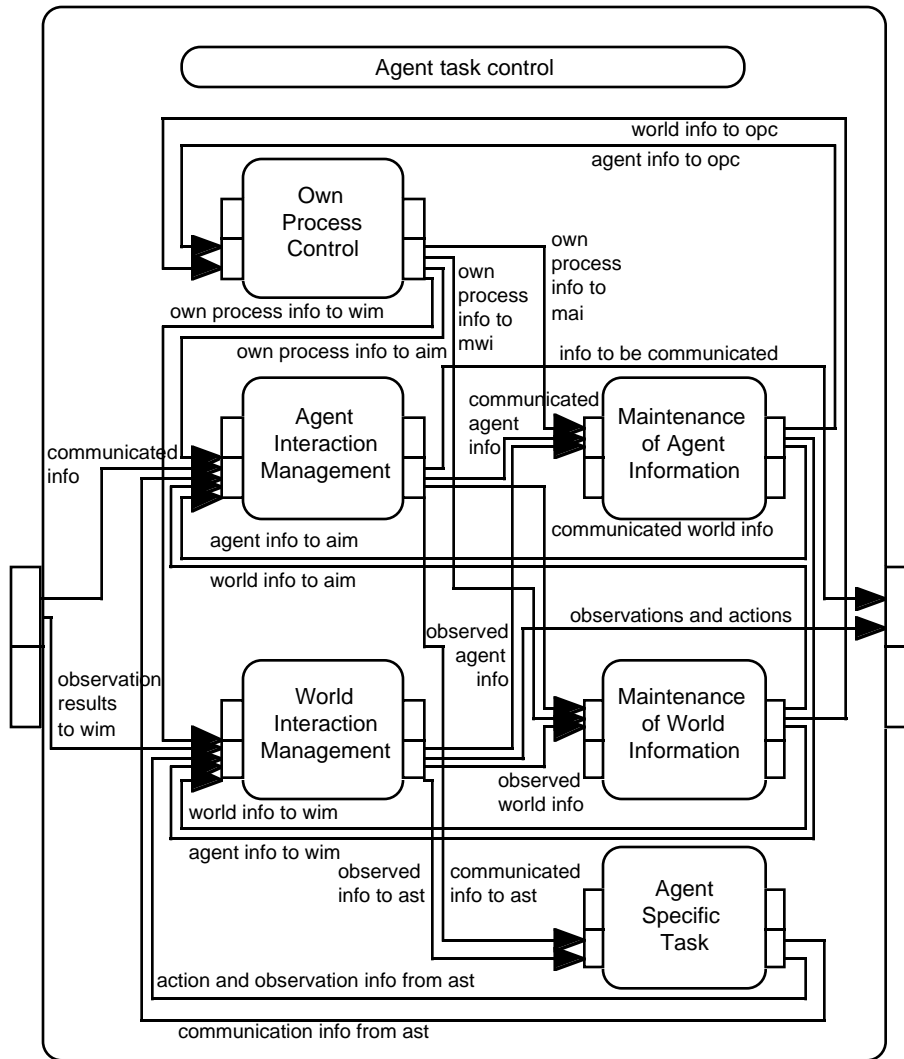 Agent task control
world info to opc
agent info to opc
Own
Process
Control
own
process
info to
mai
own
process
info to
mwi
own process info to wim
own process info to aim
info to be communicated
Agent
Interaction
Management
communicated
agent
info
Maintenance
of Agent
Information
communicated
info
agent info to aim
communicated world info
world info to aim
observations and actions
observed
agent
info
observation
results
to wim
World
Interaction
Management
Maintenance
of World
Information
observed
world info
world info to wim
agent info to wim
observed
info to ast
communicated
info to ast
Agent
Specific
Task
action and observation info from ast
communication info from ast